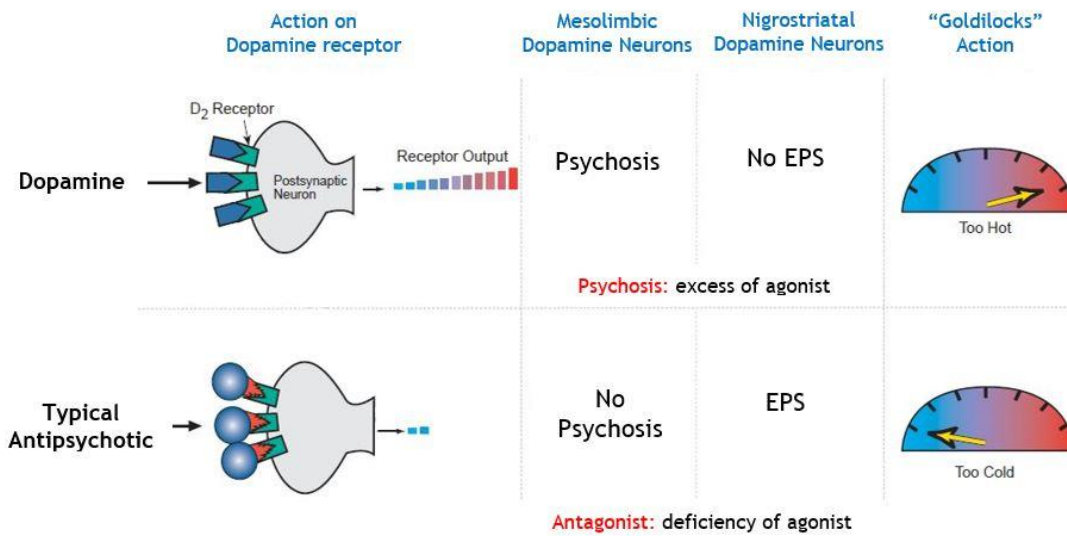 Action on
Dopamine receptor
Mesolimbic
Dopamine Neurons
Nigrostriatal
Dopamine Neurons
“Goldilocks”
Action
D2 Receptor
Dopamine
Postsynaptic
Neuron
Receptor Output
Psychosis
No EPS
Too Hot
Psychosis: excess of agonist
Typical
Antipsychotic
No
Psychosis
EPS
Too Cold
Antagonist: deficiency of agonist